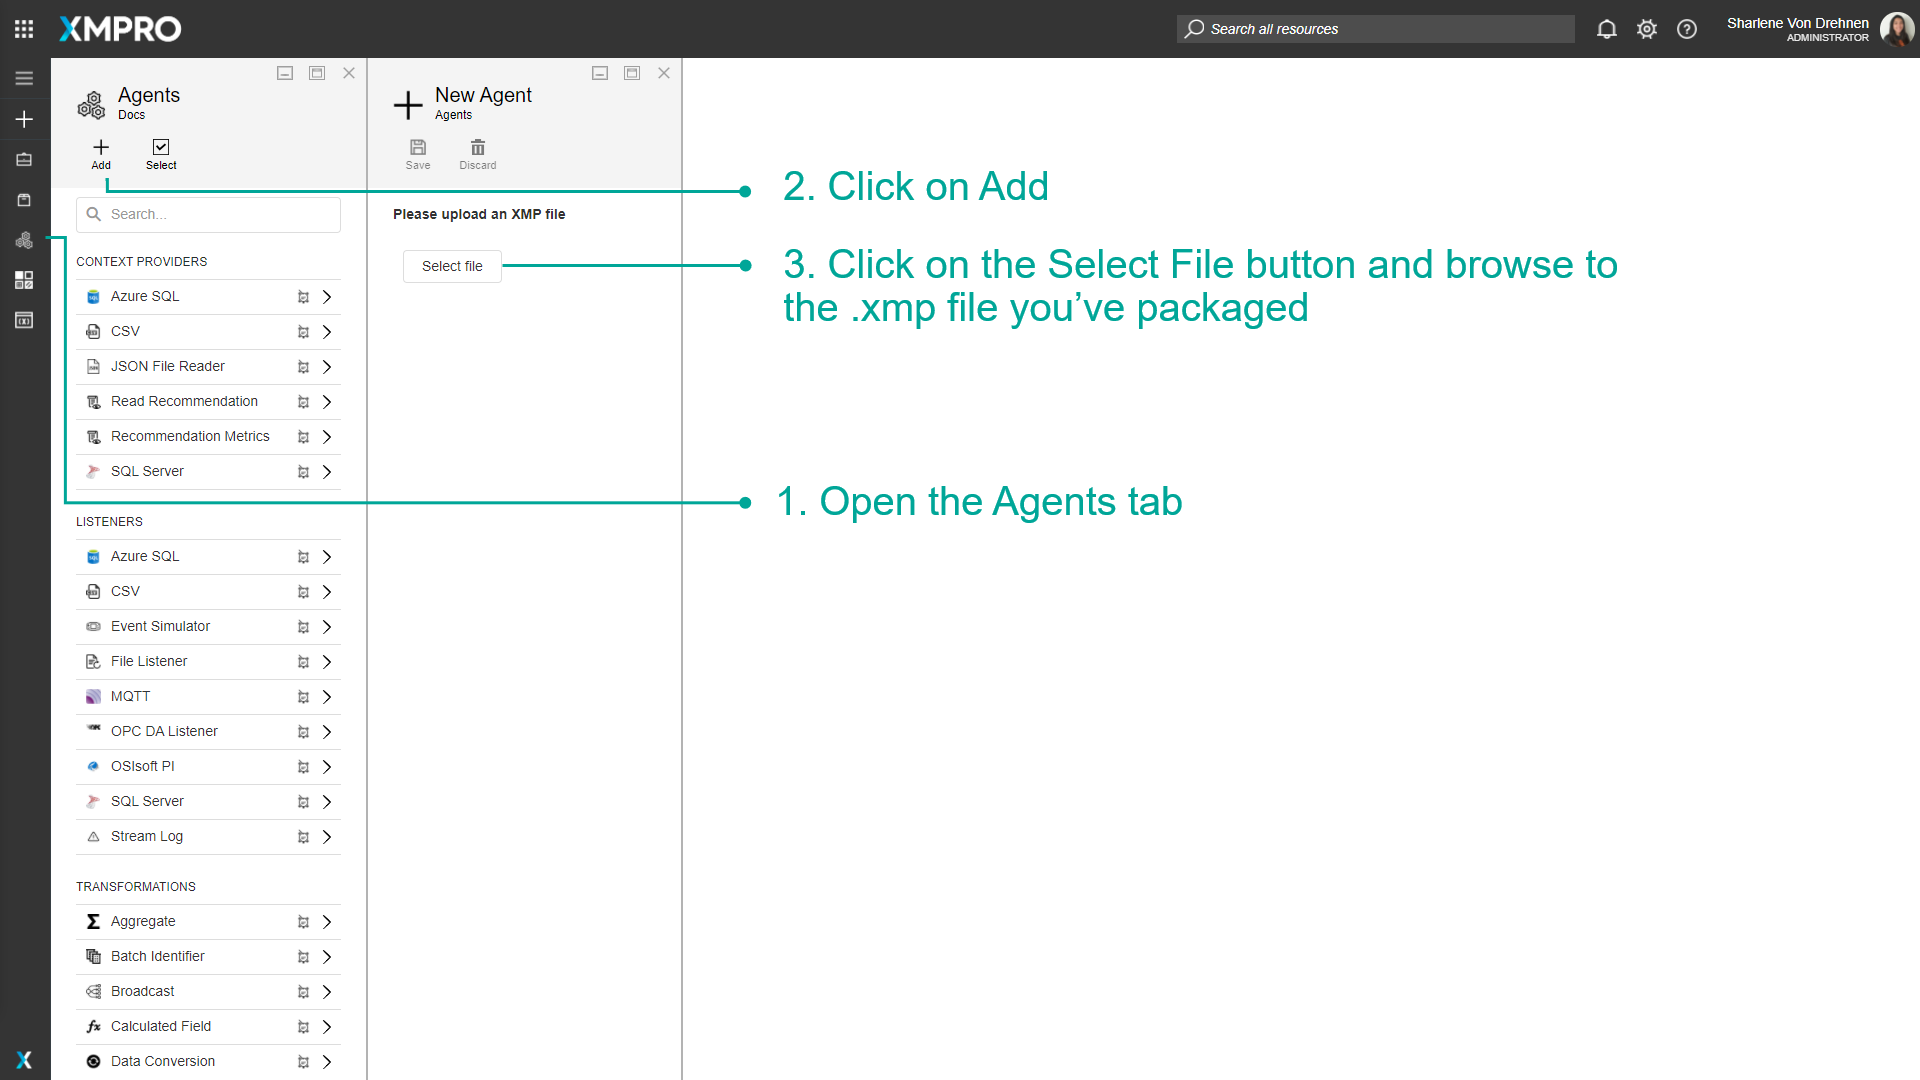 XMPRO
Search all resources
Sharlene Von Drehnen
ADMINISTRATOR
Agents
Docs
Add
Select
Search...
CONTEXT PROVIDERS
Azure SQL
CSV
JSON File Reader
Read Recommendation
Recommendation Metrics
SQL Server
LISTENERS
Azure SQL
CSV
Event Simulator
File Listener
MQTT
OPC DA Listener
OSIsoft PI
SQL Server
Stream Log
TRANSFORMATIONS
Aggregate
Batch Identifier
Broadcast
Calculated Field
Data Conversion
New Agent
Agents
Save
Discard
Please upload an XMP file
Select file
2. Click on Add
3. Click on the Select File button and browse to
the .xmp file you’ve packaged
1. Open the Agents tab